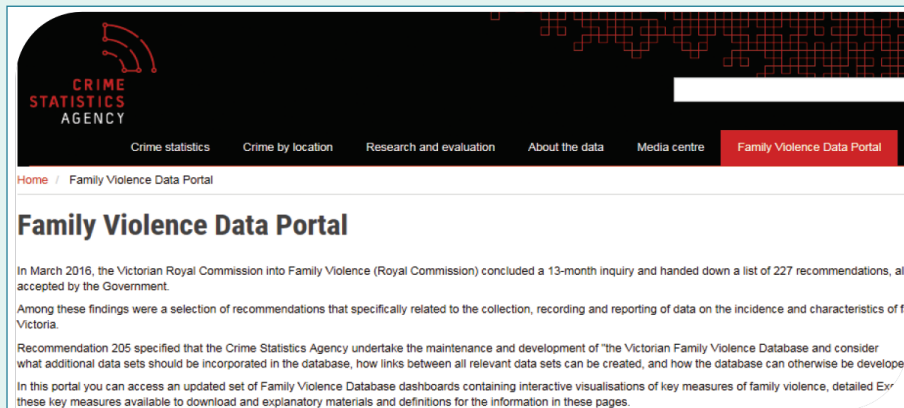 CRIME
STATISTICS
AGENCY
Crime statistics Crime by location Research and evaluation About the data Media centre Family Violence Data Portal
Home / Family Violence Data Portal
Family Violence Data Portal
In March 2016, the Victorian Royal Commission into Family Violence (Royal Commission) concluded a 13-month inquiry and handed down a list of 227 recommendations,
accepted by the Government.
Among these findings were a selection of recommendations that specifically related to the collection, recording and reporting of data on the incidence and characteristics of
Victoria.
Recommendation 205 specified that the Crime Statistics Agency undertake the maintenance and development of "the Victorian Family Violence Database and consider
what additional data sets should be incorporated in the database, how links between all relevant data sets can be created, and how the database can otherwise be develope
In this portal you can access an updated set of Family Violence Database dashboards containing interactive visualisations of key measures of family violence, detailed
these key measures available to download and explanatory materials and definitions for the information in these pages.